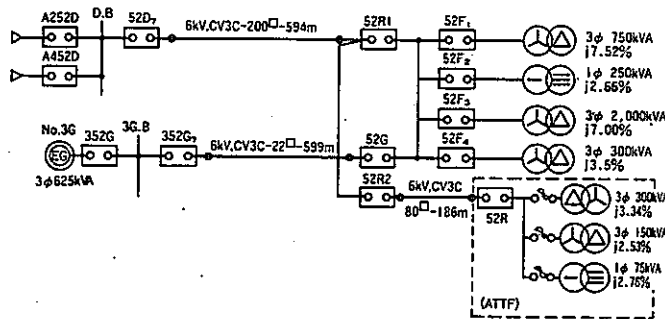 A252D
D.B
52D₇
6kV,CV3C-200□-594m
52R1
52F₁
3φ 750kVA
j7.52%
A452D
52F₂
1φ 250kVA
j2.66%
52F₃
3φ 2,000kVA
j7.00%
No.3G
352G
3G.B
352G₇
6kV,CV3C-22□-599m
52G
52F₄
3φ 300kVA
j3.5%
EG
3φ625kVA
52R2
6kV,CV3C
80□-186m
52R
3φ 300kVA
j3.34%
3φ 150kVA
j2.53%
1φ 75kVA
j2.76%
(ATTF)